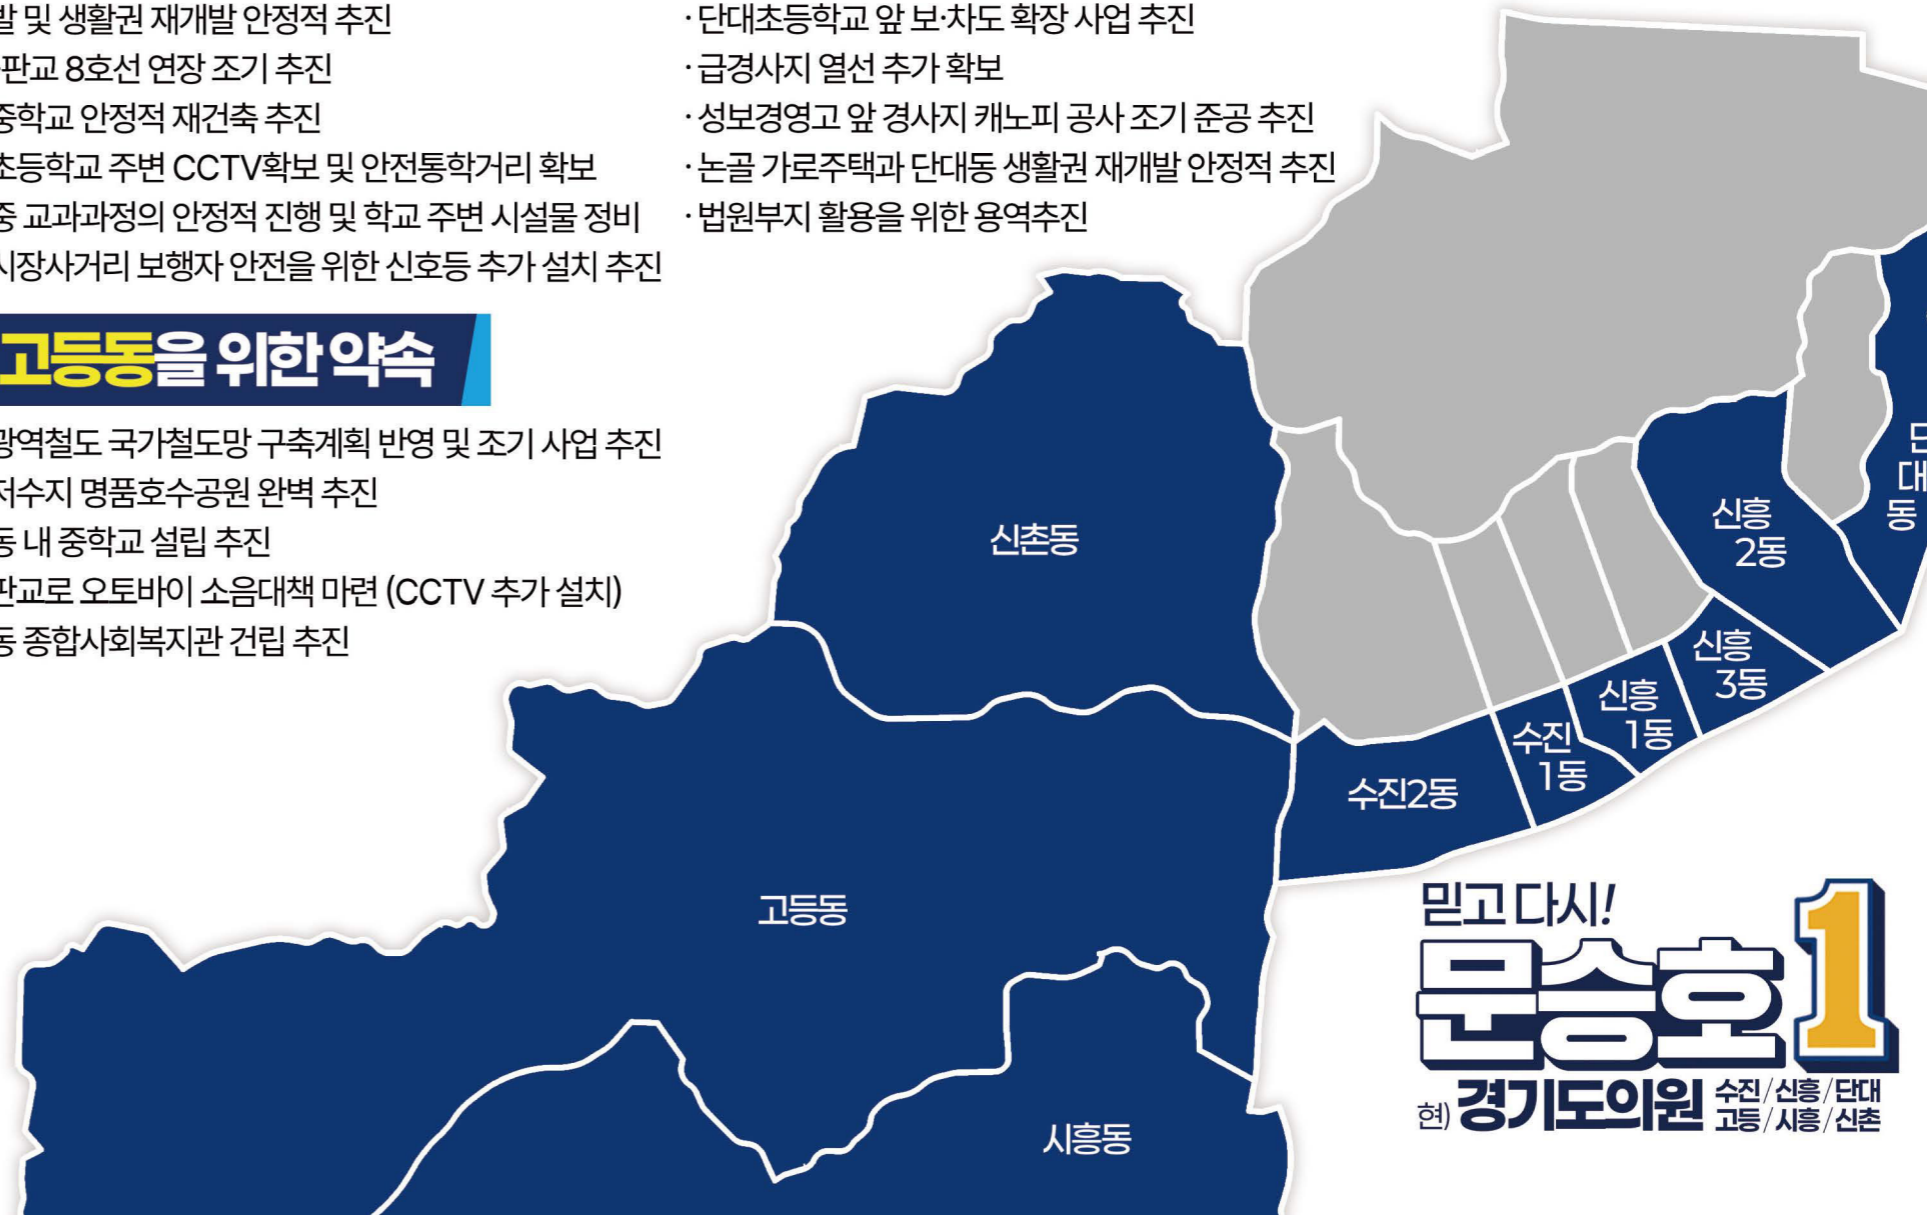 발 및 생활권 재개발 안정적 추진
판교 8호선 연장 조기 추진
중학교 안정적 재건축 추진
초등학교 주변 CCTV확보 및 안전통학거리 확보
중 교과과정의 안정적 진행 및 학교 주변 시설물 정비
시장사거리 보행자 안전을 위한 신호등 추가 설치 추진
· 단대초등학교 앞 보·차도 확장 사업 추진
· 급경사지 열선 추가 확보
· 성보경영고 앞 경사지 캐노피 공사 조기 준공 추진
· 논골 가로주택과 단대동 생활권 재개발 안정적 추진
· 법원부지 활용을 위한 용역추진
고등동을 위한 약속
광역철도 국가철도망 구축계획 반영 및 조기 사업 추진
저수지 명품호수공원 완벽 추진
동 내 중학교 설립 추진
판교로 오토바이 소음대책 마련 (CCTV 추가 설치)
동 종합사회복지관 건립 추진
신촌동
고등동
시흥동
수진2동
수진
1동
신흥
1동
신흥
3동
신흥
2동
단
대
동
믿고 다시!
문승호 1
현) 경기도의원
수진/신흥/단대
고등/시흥/신촌